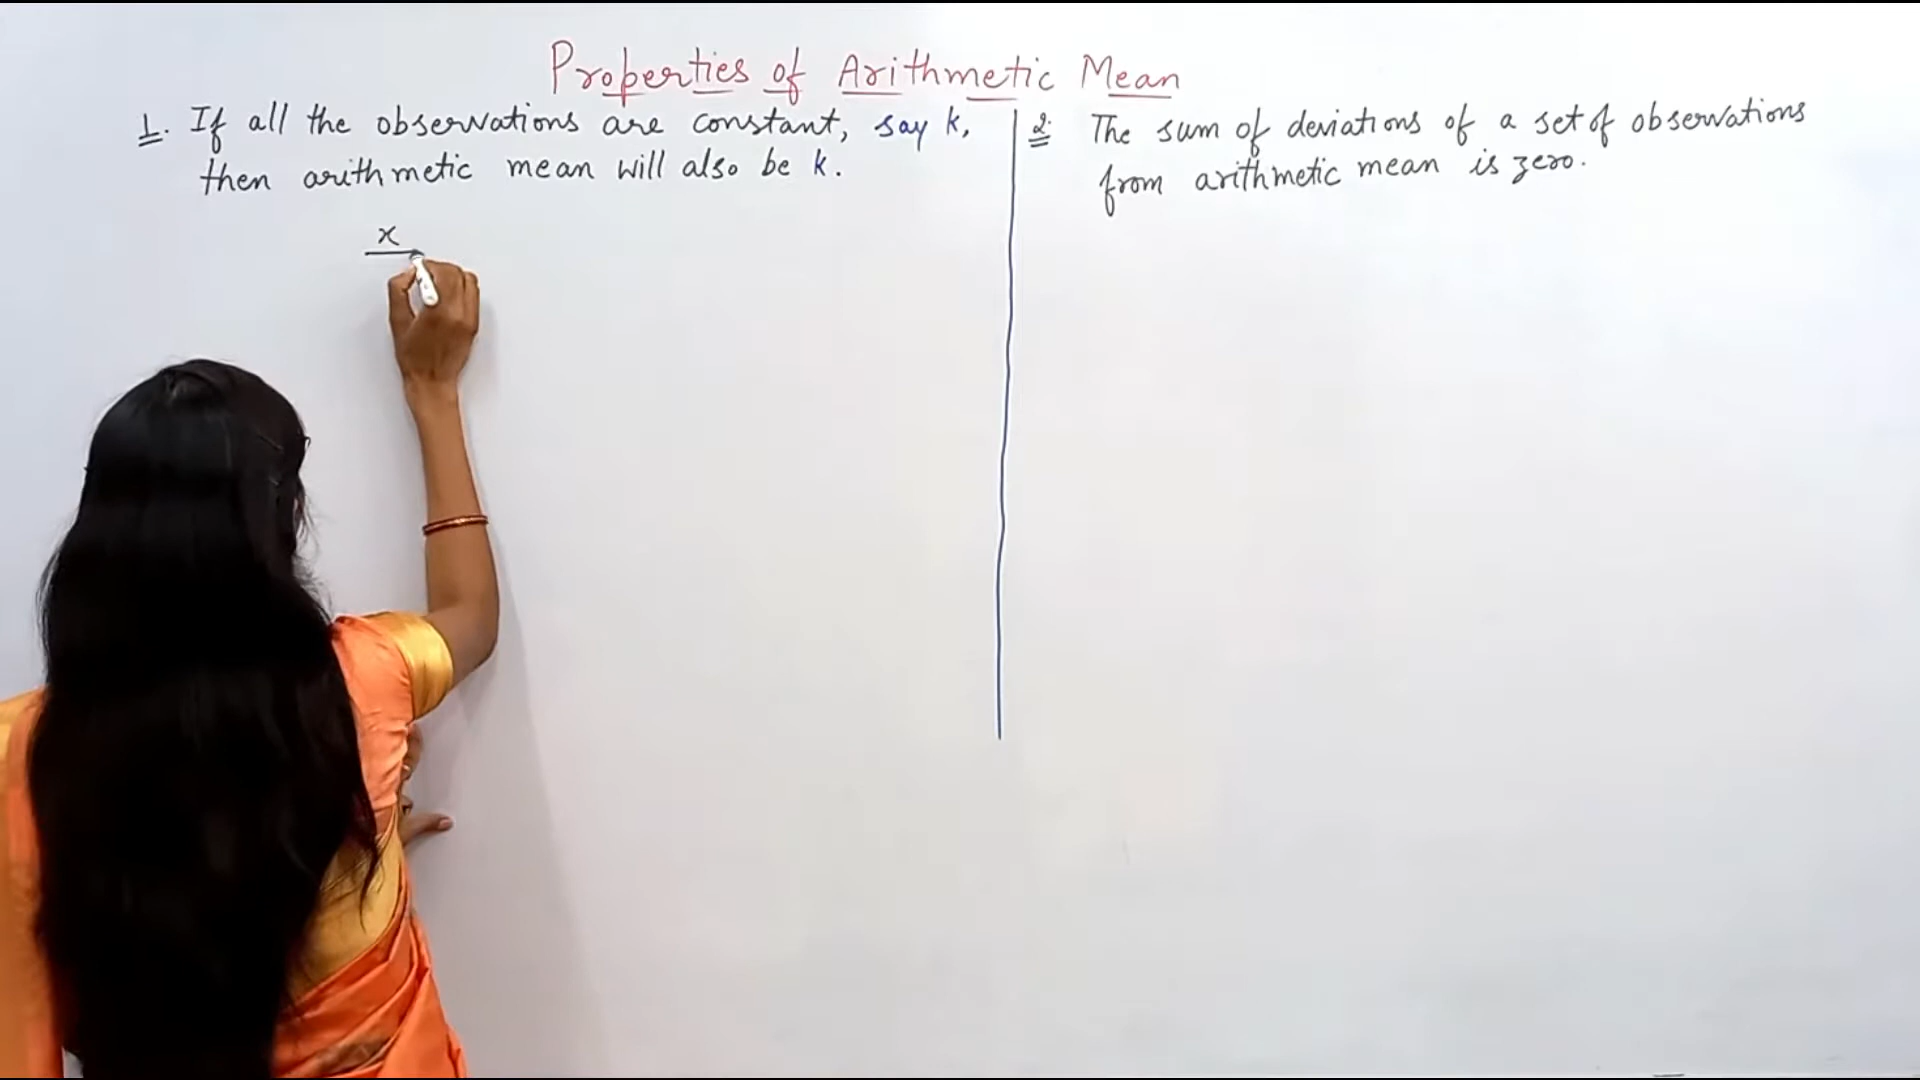 Properties of Arithmetic Mean
1. If all the observations are constant, say k,
then arithmetic mean will also be k.
x
2. The sum of deviations of a set of observations
from arithmetic mean is zero.